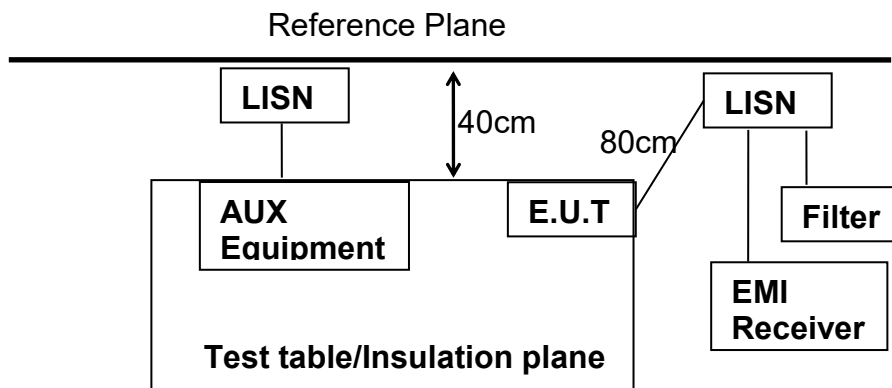 Reference Plane
LISN
40cm
80cm
LISN
AUX
Equipment
E.U.T
Filter
EMI
Receiver
Test table/Insulation plane